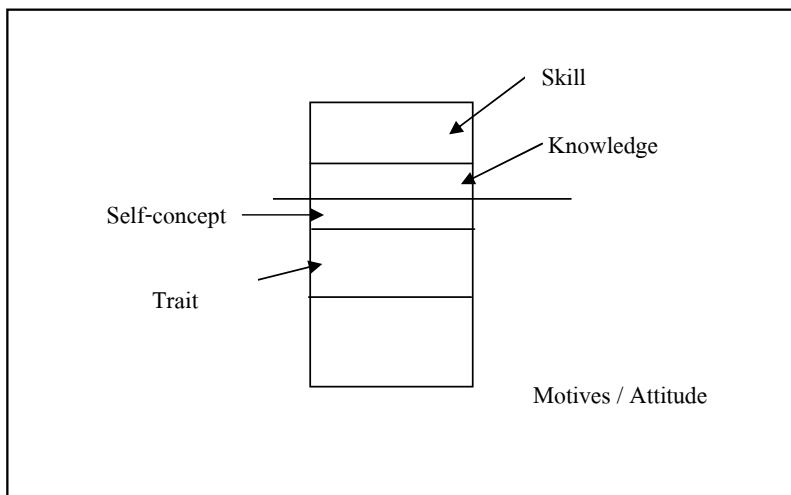 Skill
Knowledge
Self-concept
Trait
Motives / Attitude